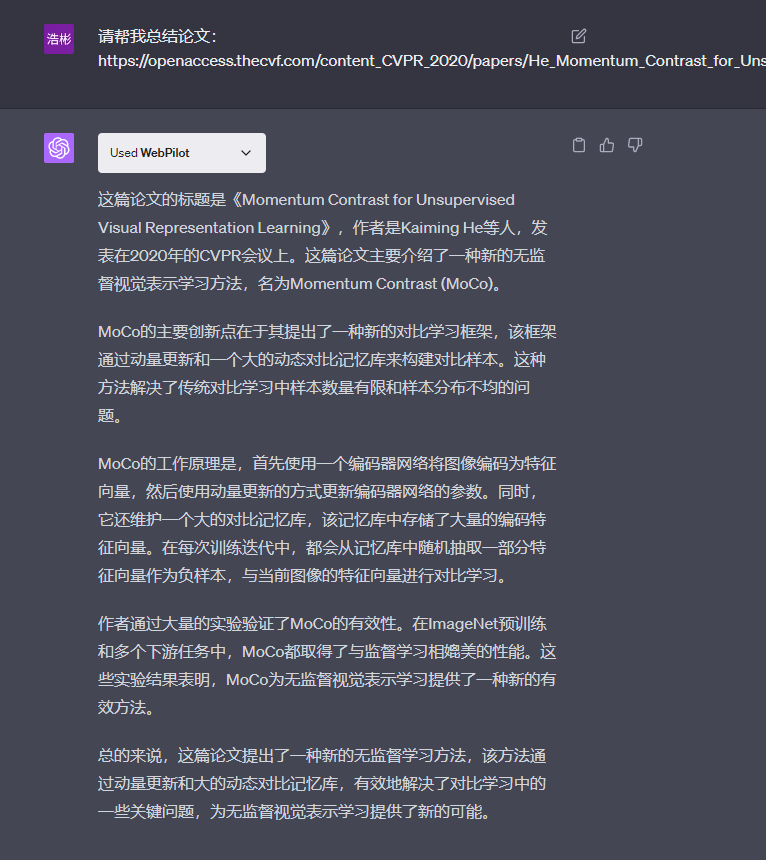 浩彬
请帮我总结论文：
https://openaccess.thecvf.com/content_CVPR_2020/papers/He_Momentum_Contrast_for_Uns
Used WebPilot
这篇论文的标题是《Momentum Contrast for Unsupervised
Visual Representation Learning》，作者是Kaiming He等人，发
表在2020年的CVPR会议上。这篇论文主要介绍了一种新的无监
督视觉表示学习方法，名为Momentum Contrast (MoCo)。
MoCo的主要创新点在于其提出了一种新的对比学习框架，该框架
通过动量更新和一个大的动态对比记忆库来构建对比样本。这种
方法解决了传统对比学习中样本数量有限和样本分布不均的问
题。
MoCo的工作原理是，首先使用一个编码器网络将图像编码为特征
向量，然后使用动量更新的方式更新编码器网络的参数。同时，
它还维护一个大的对比记忆库，该记忆库中存储了大量的编码特
征向量。在每次训练迭代中，都会从记忆库中随机抽取一部分特
征向量作为负样本，与当前图像的特征向量进行对比学习。
作者通过大量的实验验证了MoCo的有效性。在ImageNet预训练
和多个下游任务中，MoCo都取得了与监督学习相媲美的性能。这
些实验结果表明，MoCo为无监督视觉表示学习提供了一种新的有
效方法。
总的来说，这篇论文提出了一种新的无监督学习方法，该方法通
过动量更新和大的动态对比记忆库，有效地解决了对比学习中的
一些关键问题，为无监督视觉表示学习提供了新的可能。